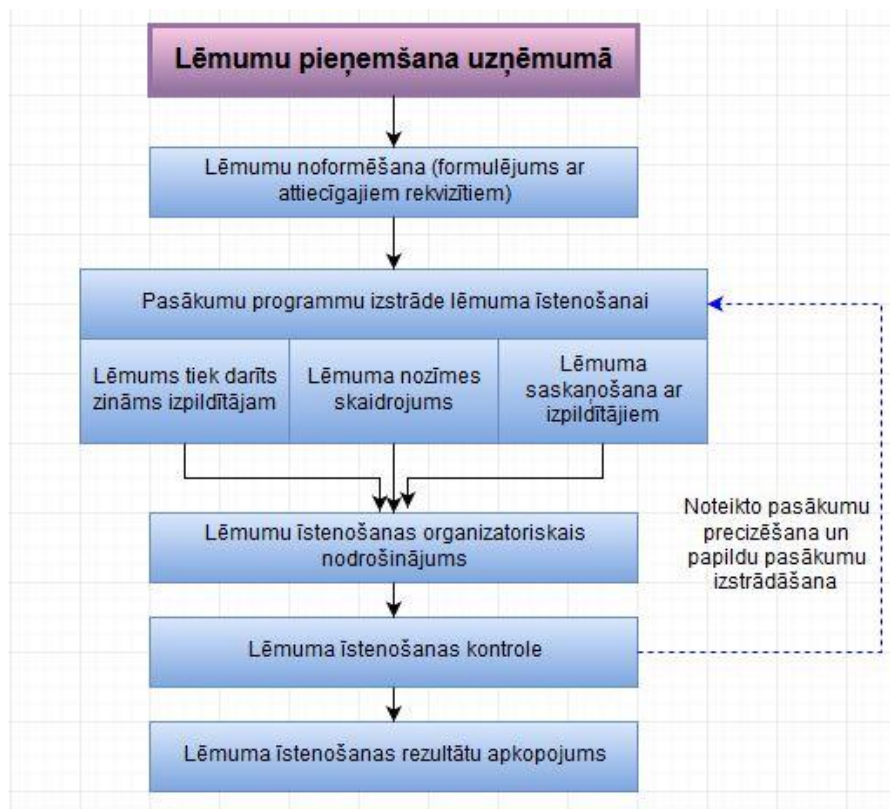 Lēmumu pieņemšana uzņēmumā
Lēmumu noformēšana (formulējums ar
attiecīgajiem rekvizītiem)
Pasākumu programmu izstrāde lēmuma īstenošanai
Lēmums tiek darīts
zināms izpildītājam
Lēmuma nozīmes
skaidrojums
Lēmuma
saskaņošana ar
izpildītājiem
Noteikto pasākumu
precizēšana un
papildu pasākumu
izstrādāšana
Lēmumu īstenošanas organizatoriskais
nodrošinājums
Lēmuma īstenošanas kontrole
Lēmuma īstenošanas rezultātu apkopojums